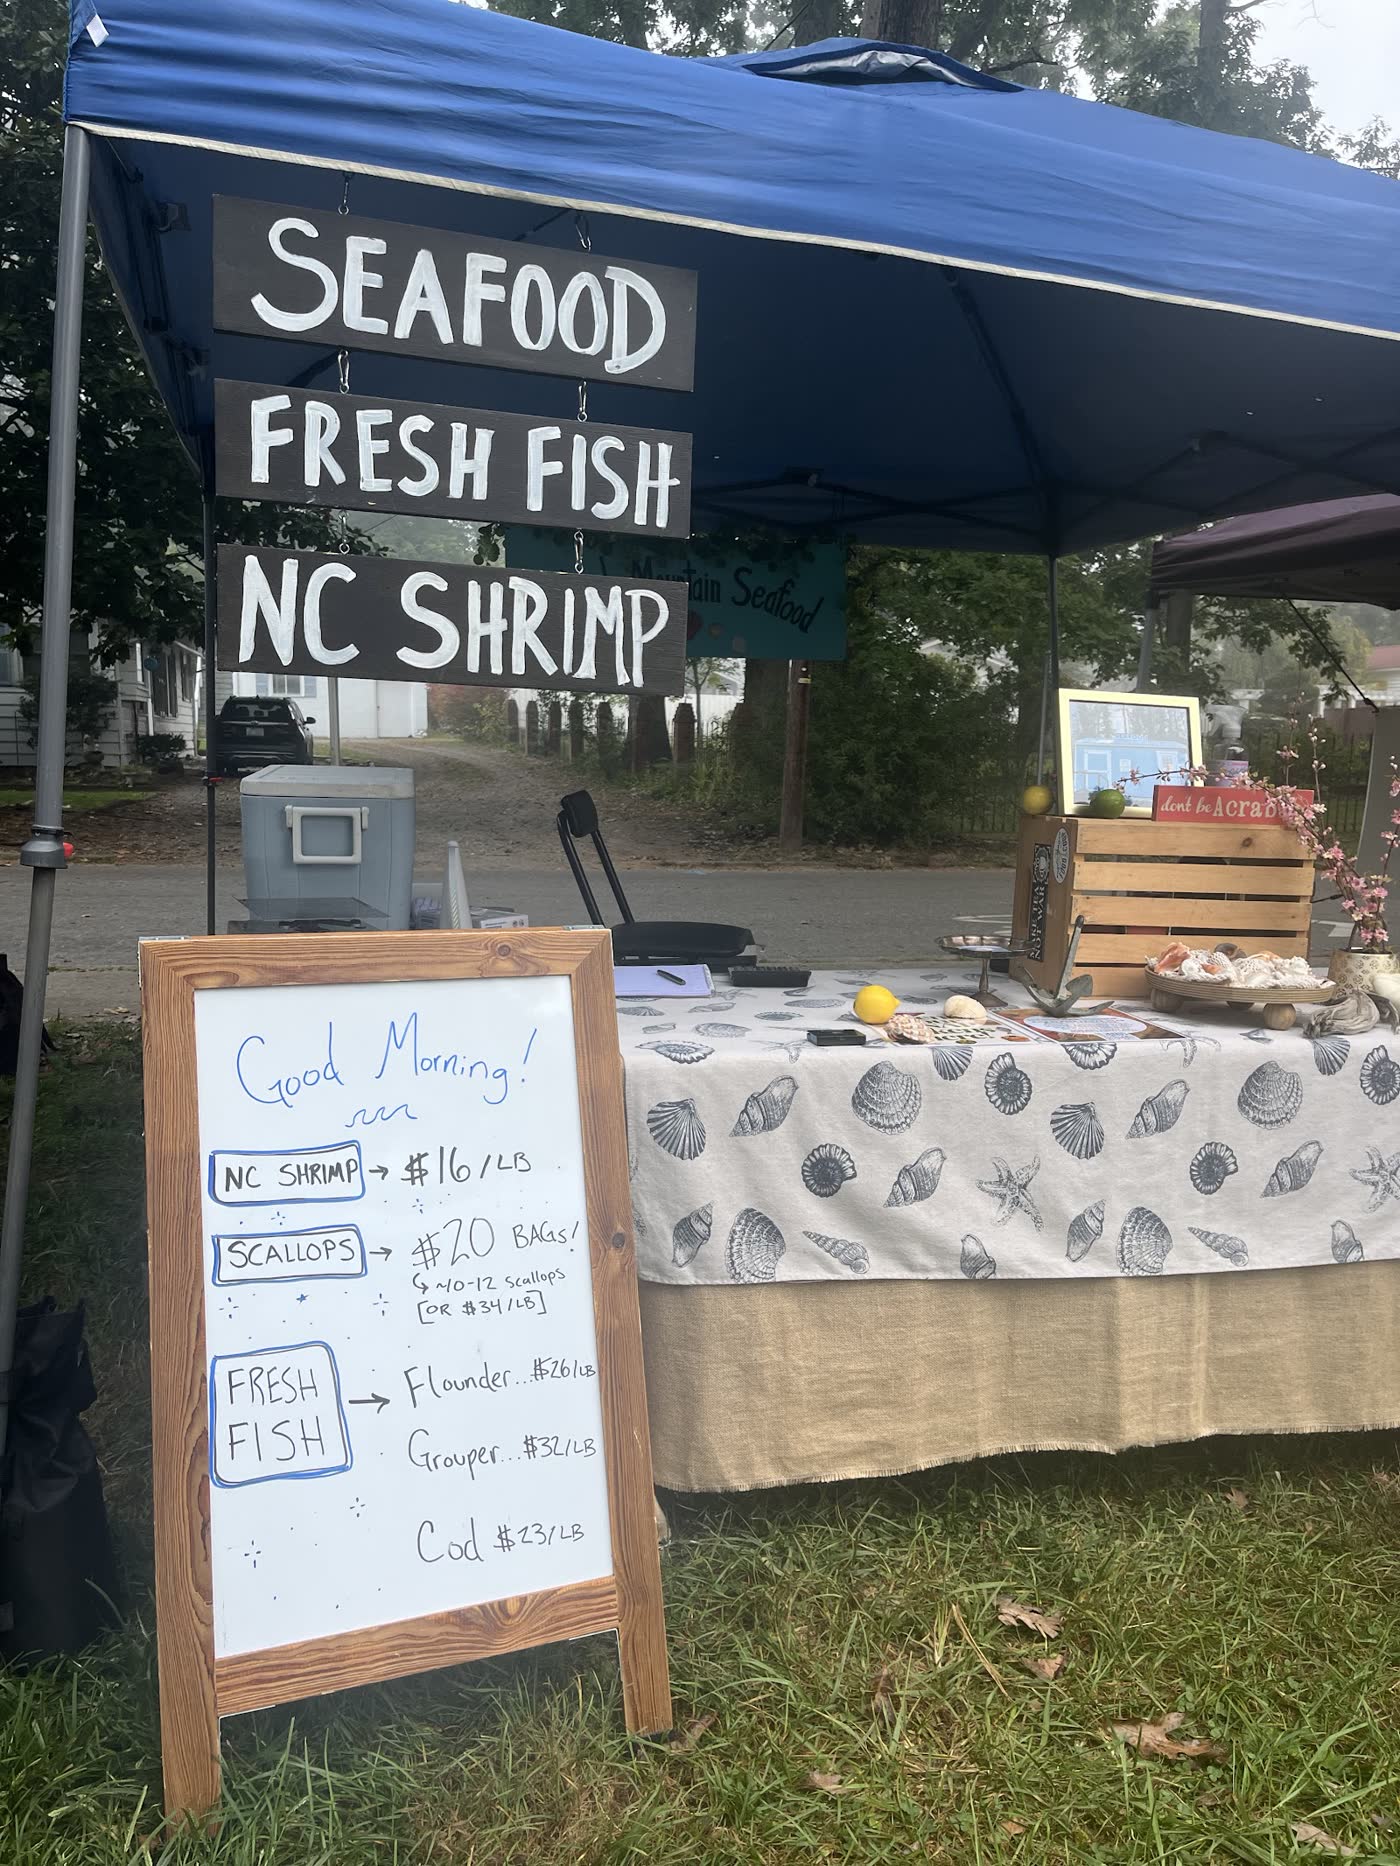 SEAFOOD
FRESH FISH
NC SHRIMP
Mountain Seafood
don't be Acrab
Good Morning!
NC SHRIMP → $16/LB
SCALLOPS → $20 BAGS!
↳ ~10-12 scallops
[OR $34/LB]
FRESH FISH → Flounder...$26/LB
Grouper...$32/LB
Cod $23/LB